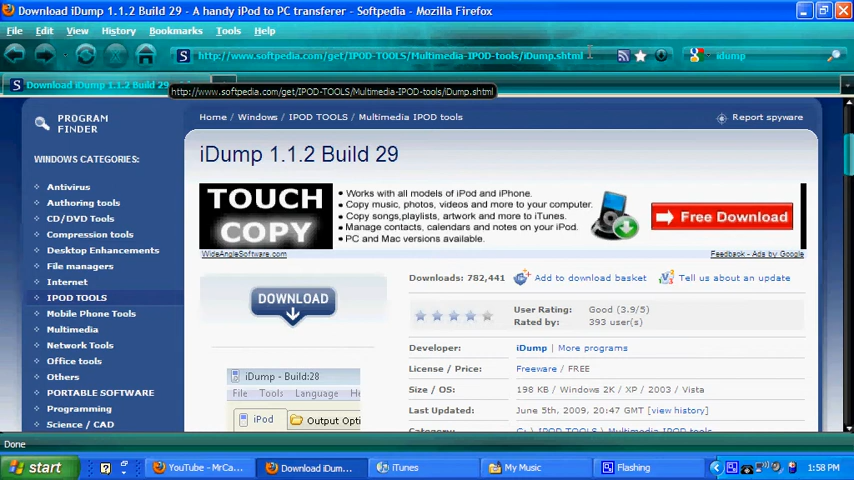 Download iDump 1.1.2 Build 29 - A handy iPod to PC transferer - Softpedia - Mozilla Firefox
File Edit View History Bookmarks Tools Help
http://www.softpedia.com/get/IPOD-TOOLS/Multimedia-IPOD-tools/iDump.shtml
idump
Download iDump 1.1.2 Build 29
http://www.softpedia.com/get/IPOD-TOOLS/Multimedia-IPOD-tools/iDump.shtml
PROGRAM
FINDER
Home / Windows / IPOD TOOLS / Multimedia IPOD tools
Report spyware
WINDOWS CATEGORIES:
Antivirus
Authoring tools
CD/DVD Tools
Compression tools
Desktop Enhancements
File managers
Internet
IPOD TOOLS
Mobile Phone Tools
Multimedia
Network Tools
Office tools
Others
PORTABLE SOFTWARE
Programming
Science / CAD
iDump 1.1.2 Build 29
TOUCH
COPY
• Works with all models of iPod and iPhone.
• Copy music, photos, videos and more to your computer.
• Copy songs,playlists, artwork and more to iTunes.
• Manage contacts, calendars and notes on your iPod.
• PC and Mac versions available.
Free Download
WideAngleSoftware.com
Feedback - Ads by Google
DOWNLOAD
Downloads: 782,441
Add to download basket
Tell us about an update
User Rating: Good (3.9/5)
Rated by: 393 user(s)
Developer: iDump | More programs
License / Price: Freeware / FREE
Size / OS: 198 KB / Windows 2K / XP / 2003 / Vista
Last Updated: June 5th, 2009, 20:47 GMT [view history]
Category: C:\ IPOD TOOLS \ Multimedia IPOD tools
iDump - Build:28
File Tools Language He
iPod Output Opti
Done
start
YouTube - MrCa...
Download iDum...
iTunes
My Music
Flashing
1:58 PM